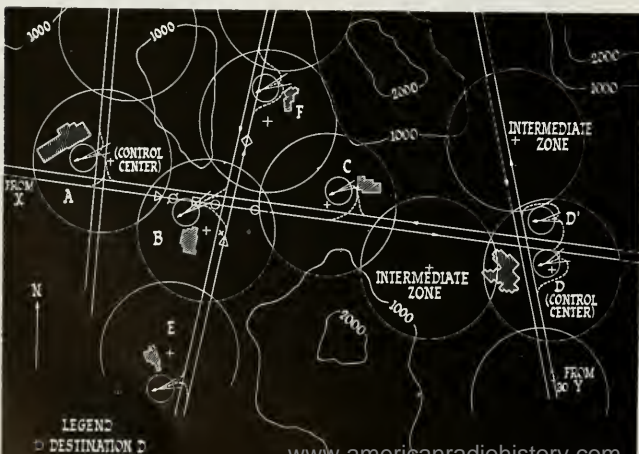 1000
1000
2000
1000
2000
1000
F
INTERMEDIATE
ZONE
(CONTROL
CENTER)
C
FROM
X
A
B
D'
INTERMEDIATE
ZONE
D
(CONTROL
CENTER)
N
1000
2000
E
FROM
Y
LEGEND
DESTINATION D
www.americanradiohistory.com